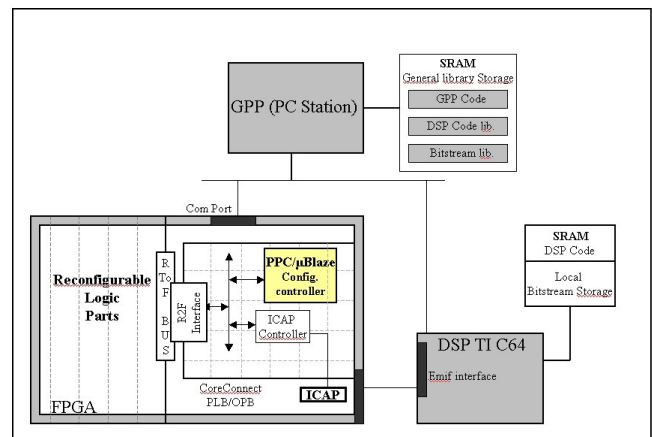 SRAM
General library Storage
GPP (PC Station)
GPP Code
DSP Code lib.
Bitstream lib.
Com Port
SRAM
DSP Code
Local
Bitstream Storage
Reconfigurable
Logic
Parts
R To F BUS
R2F Interface
PPC/µBlaze
Config.
controller
ICAP
Controller
DSP TI C64
Emif interface
CoreConnect
PLB/OPB
ICAP
FPGA